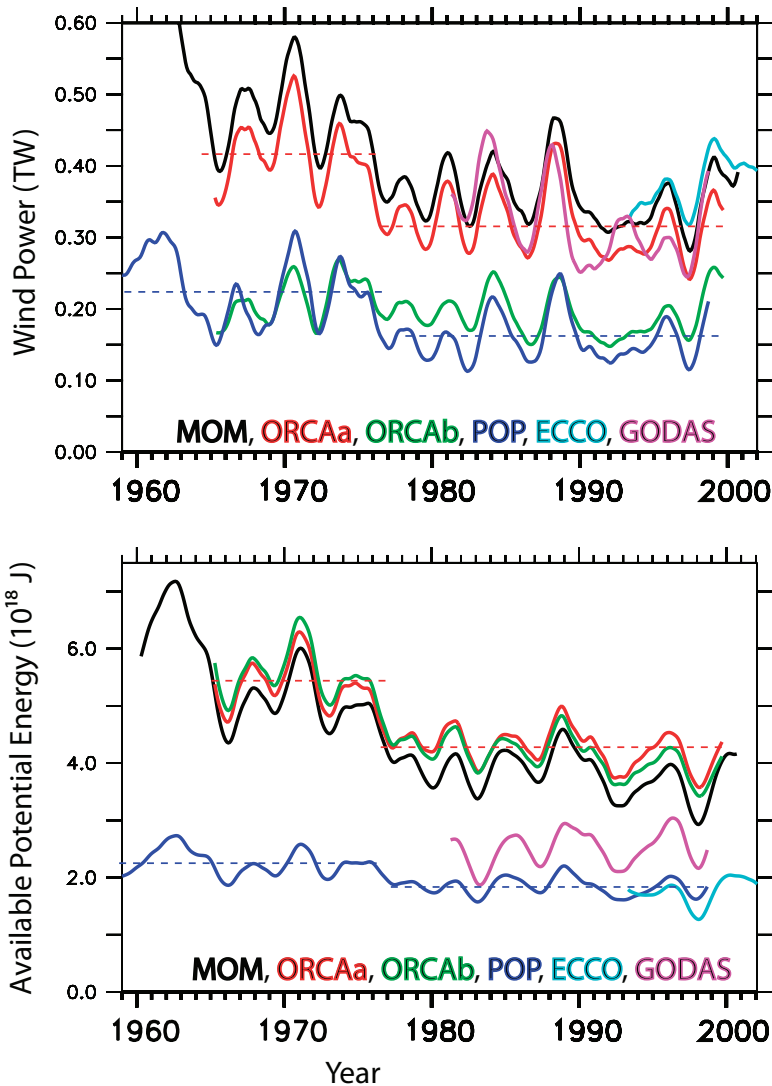 Wind Power (TW)
0.60
0.50
0.40
0.30
0.20
0.10
0.00
MOM, ORCAa, ORCAb, POP, ECCO, GODAS
1960 1970 1980 1990 2000
Available Potential Energy (10¹⁸ J)
6.0
4.0
2.0
0.0
MOM, ORCAa, ORCAb, POP, ECCO, GODAS
1960 1970 1980 1990 2000
Year